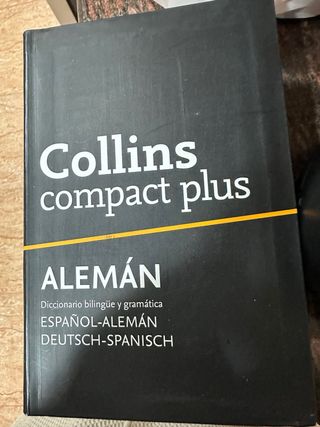 Collins
compact plus
ALEMÁN
Diccionario bilingüe y gramática
ESPAÑOL-ALEMÁN
DEUTSCH-SPANISCH